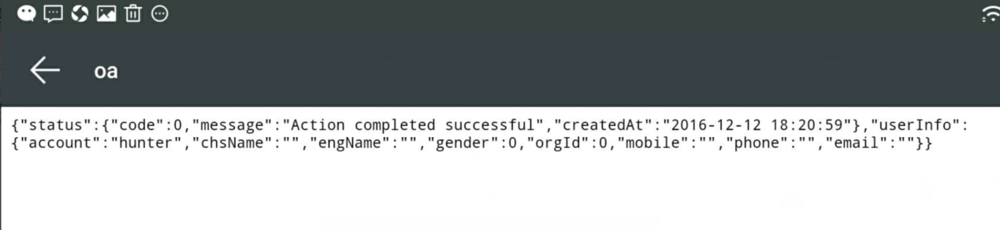 oa
{"status":{"code":0,"message":"Action completed successful","createdAt":"2016-12-12 18:20:59"},"userInfo":
{"account":"hunter","chsName":"","engName":"","gender":0,"orgId":0,"mobile":"","phone":"","email":""}}